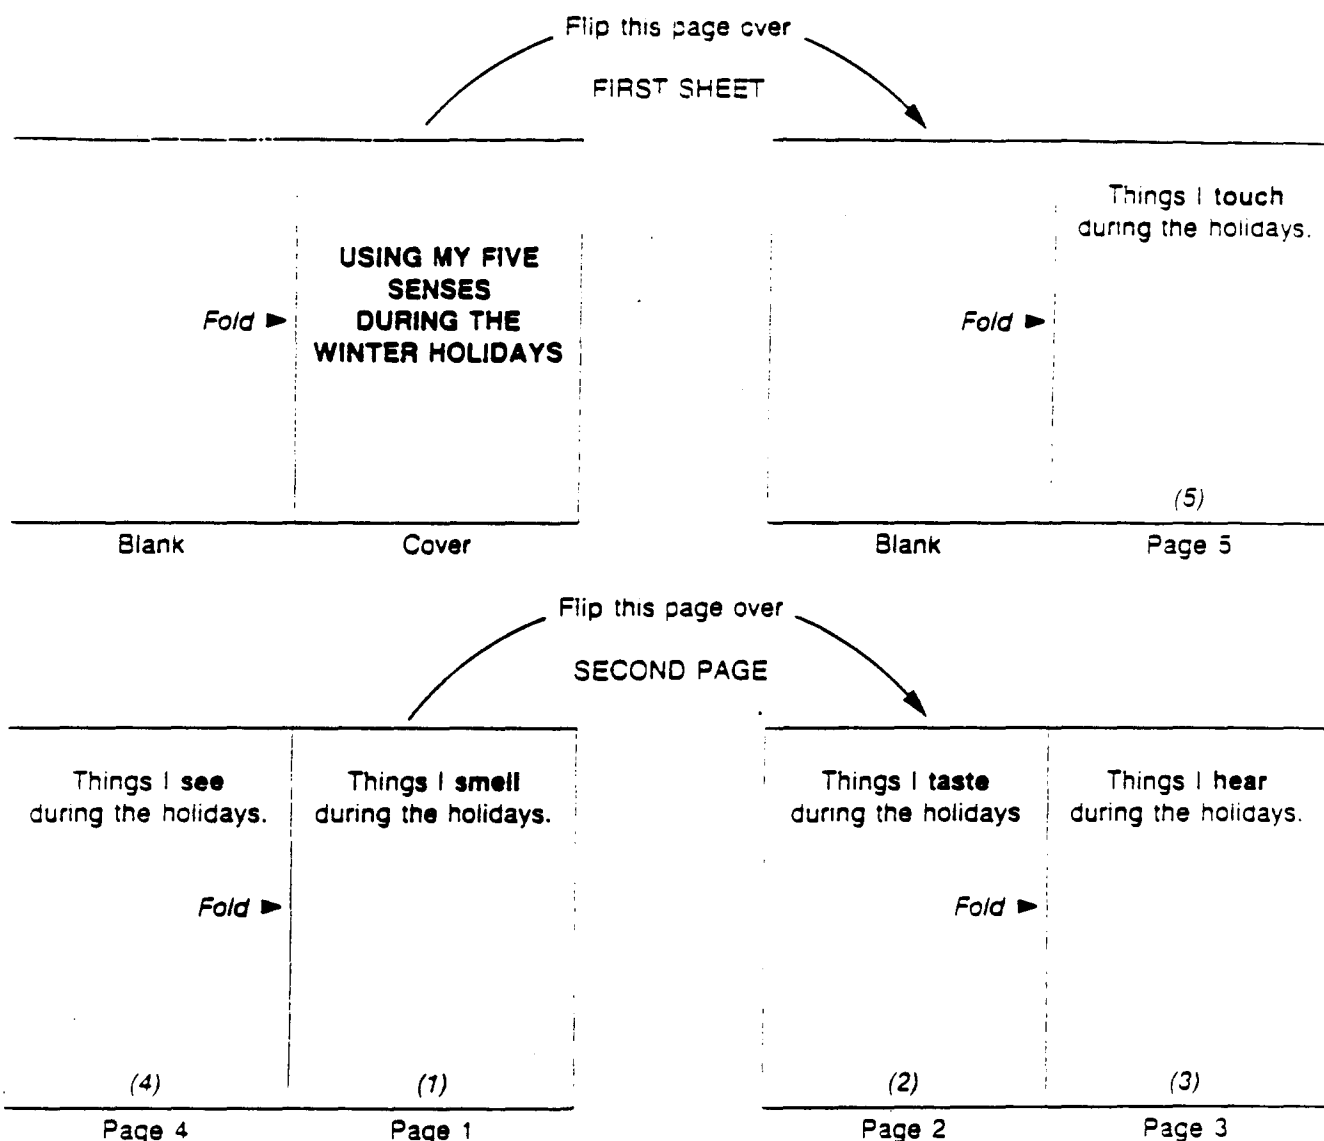 Flip this page over
FIRST SHEET
USING MY FIVE
SENSES
DURING THE
WINTER HOLIDAYS
Fold ►
Blank
Cover
Things I touch
during the holidays.
Fold ►
(5)
Blank
Page 5
Flip this page over
SECOND PAGE
Things I see
during the holidays.
Fold ►
(4)
Page 4
Things I smell
during the holidays.
(1)
Page 1
Things I taste
during the holidays
Fold ►
(2)
Page 2
Things I hear
during the holidays.
(3)
Page 3